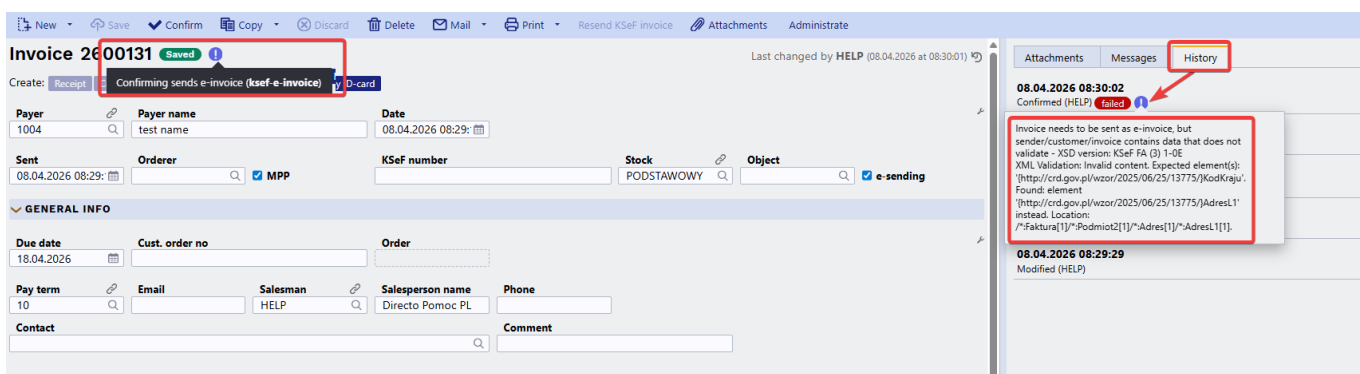 New Save Confirm Copy Discard Delete Mail Print Resend KSeF invoice Attachments Administrate
Invoice 2600131 Saved
Last changed by HELP (08.04.2026 at 08:30:01)
Create: Receipt
Confirming sends e-invoice (ksef-e-invoice)
D-card
Payer Payer name Date
1004 test name 08.04.2026 08:29:
Sent Orderer KSeF number Stock Object
08.04.2026 08:29: MPP PODSTAWOWY e-sending
GENERAL INFO
Due date Cust. order no Order
18.04.2026
Pay term Email Salesman Salesperson name Phone
10 HELP Directo Pomoc PL
Contact Comment
Attachments Messages History
08.04.2026 08:30:02
Confirmed (HELP) failed
Invoice needs to be sent as e-invoice, but
sender/customer/invoice contains data that does not
validate - XSD version: KSeF FA (3) 1-0E
XML Validation: Invalid content. Expected element(s):
'{http://crd.gov.pl/wzor/2025/06/25/13775/}KodKraju'.
Found: element
'{http://crd.gov.pl/wzor/2025/06/25/13775/}AdresL1'
instead. Location:
/*:Faktura[1]/*:Podmiot2[1]/*:Adres[1]/*:AdresL1[1].
08.04.2026 08:29:29
Modified (HELP)